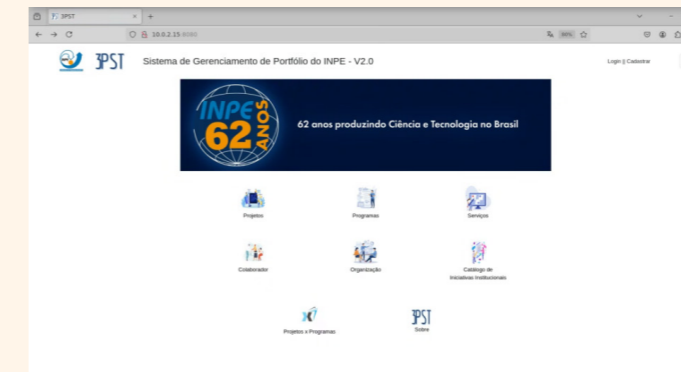 3PST
10.0.2.15:8080
90%
3PST
Sistema de Gerenciamento de Portfólio do INPE - V2.0
Login || Cadastrar
INPE
62
ANOS
62 anos produzindo Ciência e Tecnologia no Brasil
Projetos
Programas
Serviços
Colaborador
Organização
Catálogo de
Iniciativas Institucionais
Projetos x Programas
3PST
Sobre